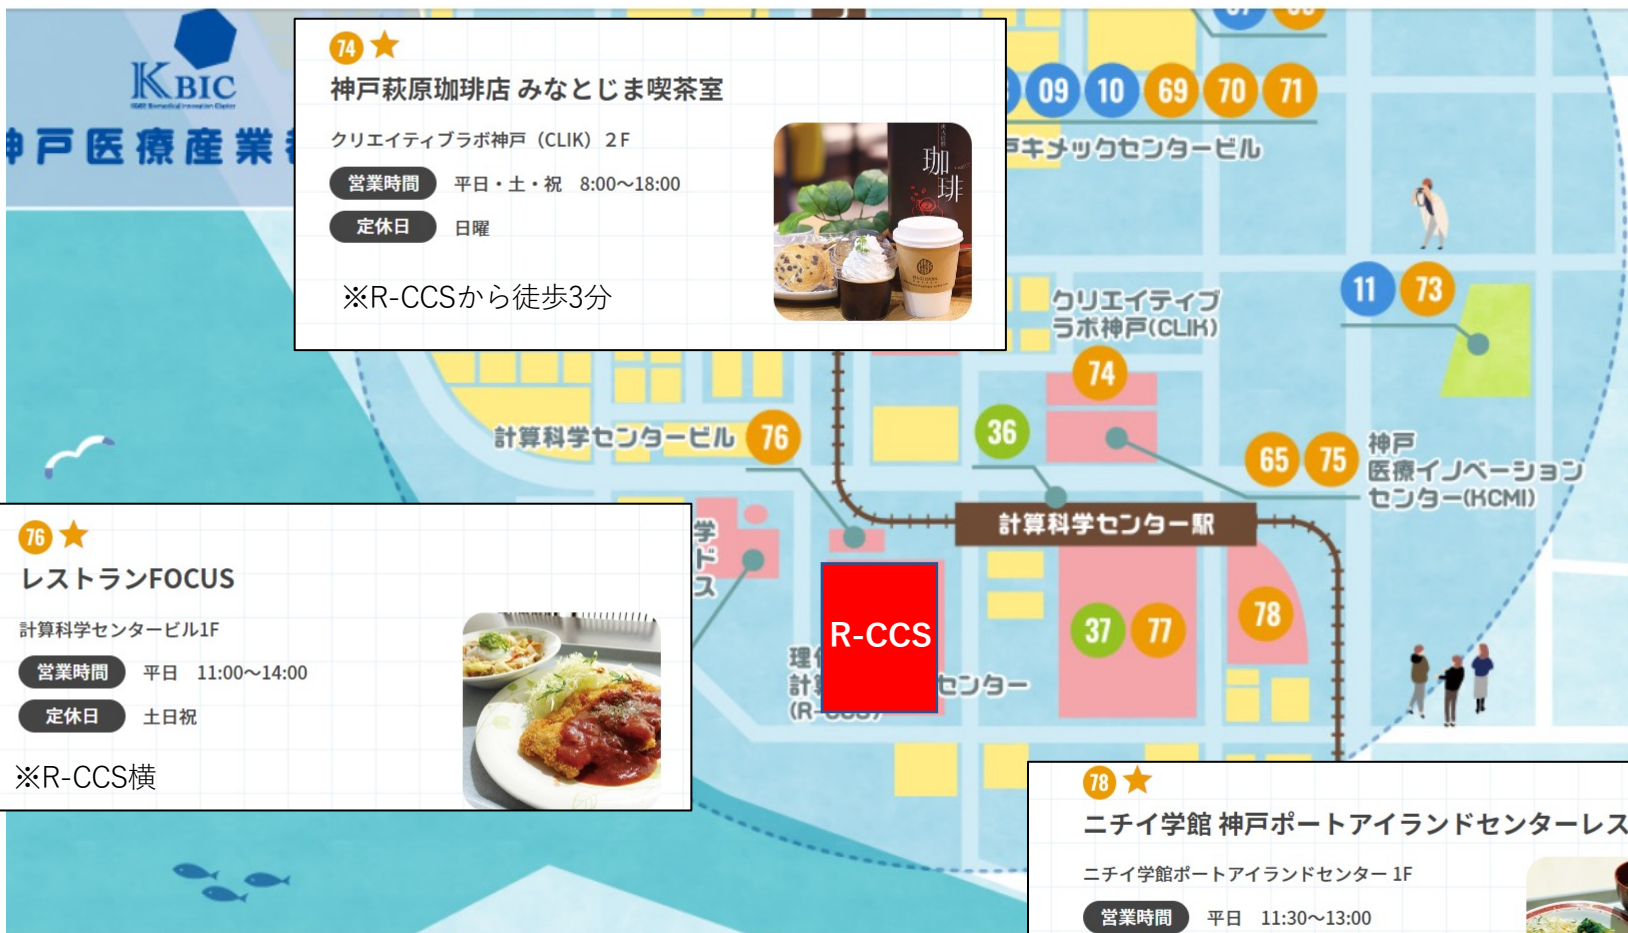 KBIC
74
神戸萩原珈琲店 みなとじま喫茶室
クリエイティブラボ神戸（CLIK）２F
営業時間 平日・土・祝 8:00～18:00
定休日 日曜
※R-CCSから徒歩3分
珈琲
09 10 69 70 71
キメックセンタービル
神戸医療産業
クリエイティブ
ラボ神戸(CLIK)
11 73
74
計算科学センタービル 76
36
65 75
神戸
医療イノベーション
センター(KCMI)
計算科学センター駅
76
レストランFOCUS
計算科学センタービル1F
営業時間 平日 11:00～14:00
定休日 土日祝
※R-CCS横
学
ド
ス
R-CCS
理
計
センター
(R-
37 77
78
78
ニチイ学館 神戸ポートアイランドセンターレス
ニチイ学館ポートアイランドセンター 1F
営業時間 平日 11:30～13:00